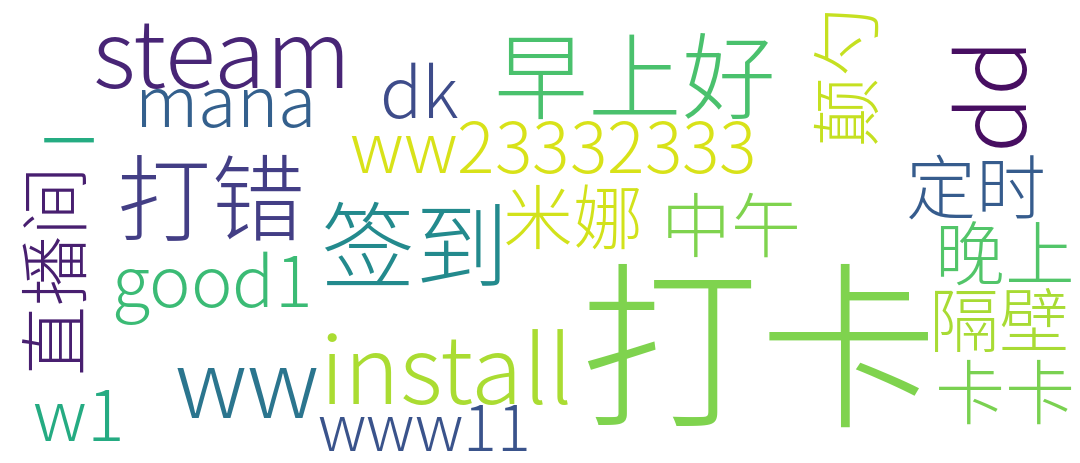 steam
早上好
颠勺
dd
mana
dk
ww23332333
一
打错
签到
米娜
中午
定时
直播间
good1
晚上
打卡
隔壁
install
ww
卡卡
w1
www11